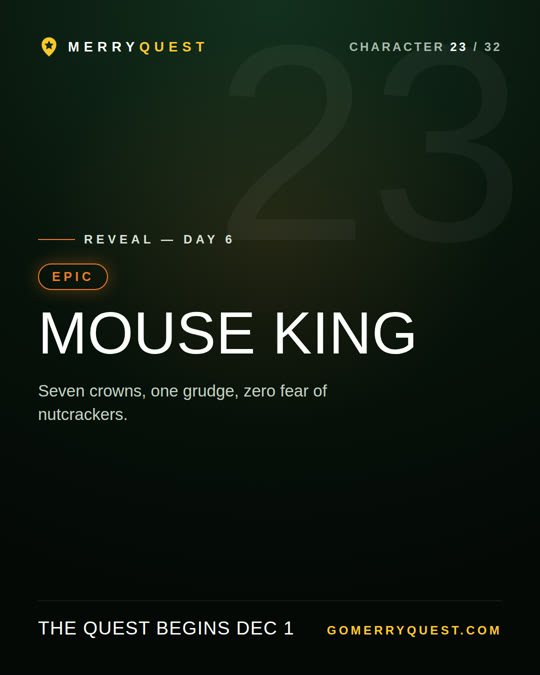 MERRYQUEST
CHARACTER 23 / 32
23
REVEAL — DAY 6
EPIC
MOUSE KING
Seven crowns, one grudge, zero fear of
nutcrackers.
THE QUEST BEGINS DEC 1
GOMERRYQUEST.COM